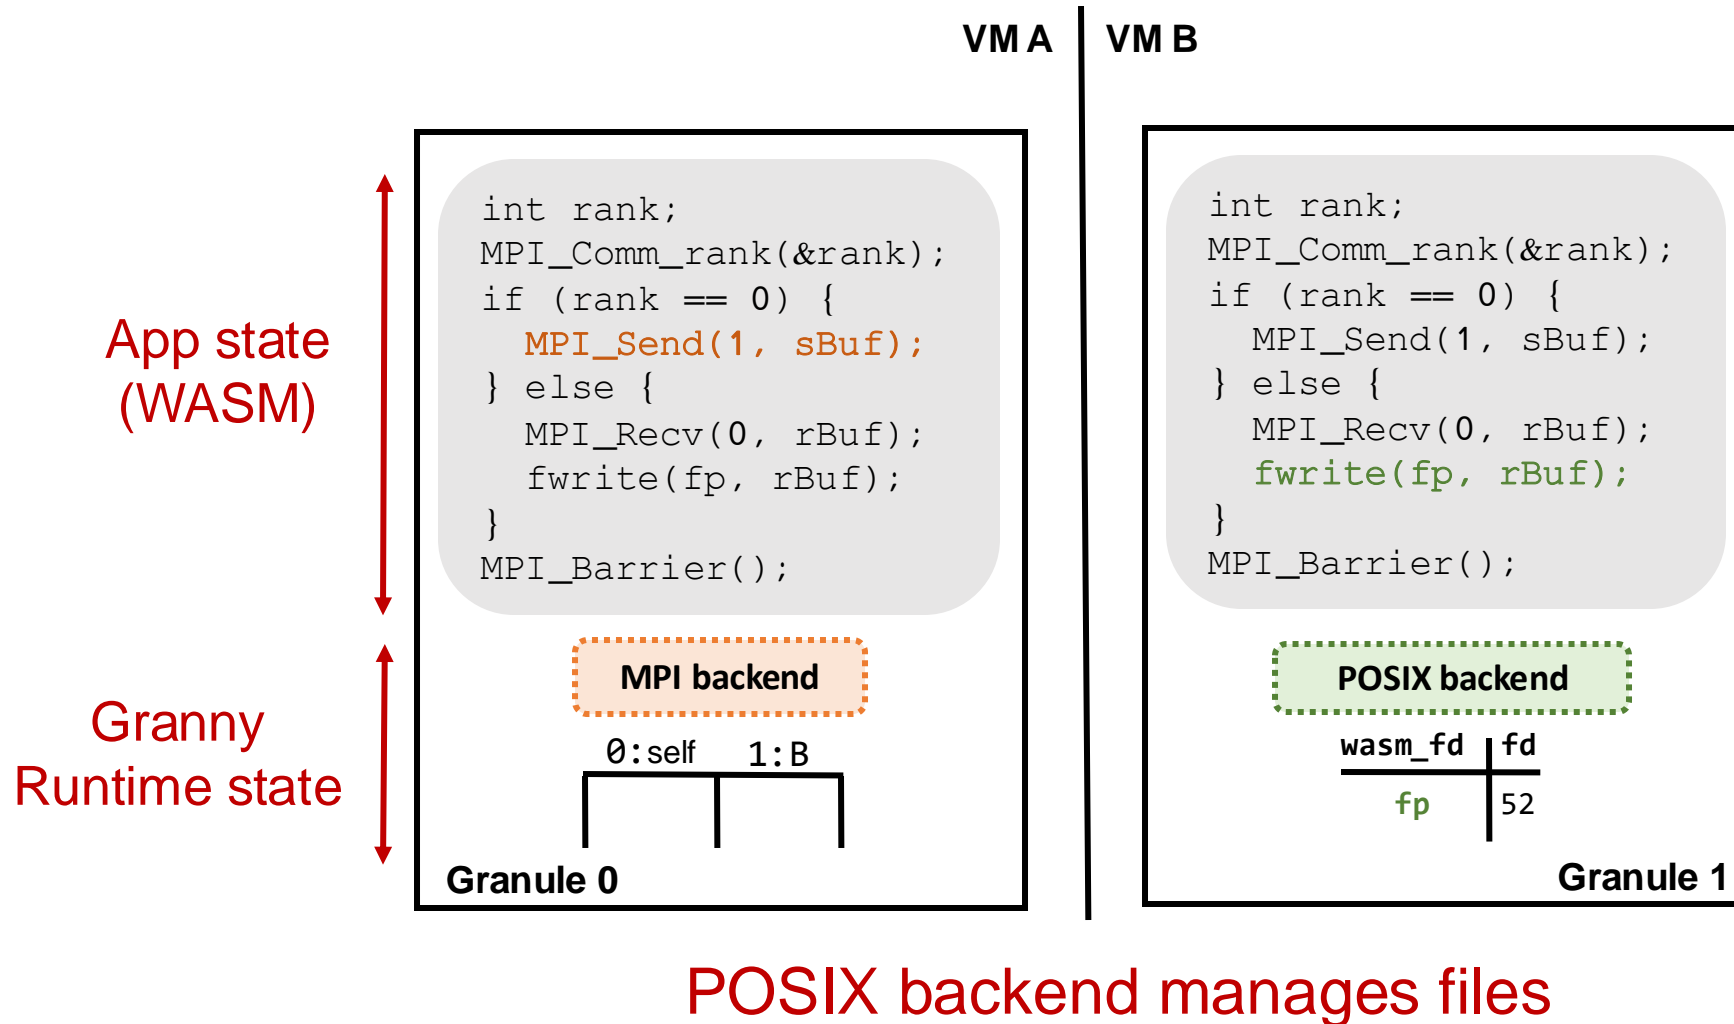 VM A
VM B
App state
(WASM)
int rank;
MPI_Comm_rank(&rank);
if (rank == 0) {
MPI_Send(1, sBuf);
} else {
MPI_Recv(0, rBuf);
fwrite(fp, rBuf);
}
MPI_Barrier();
int rank;
MPI_Comm_rank(&rank);
if (rank == 0) {
MPI_Send(1, sBuf);
} else {
MPI_Recv(0, rBuf);
fwrite(fp, rBuf);
}
MPI_Barrier();
Granny
Runtime state
MPI backend
0:self 1:B
Granule 0
POSIX backend
wasm_fd fd
fp 52
Granule 1
POSIX backend manages files